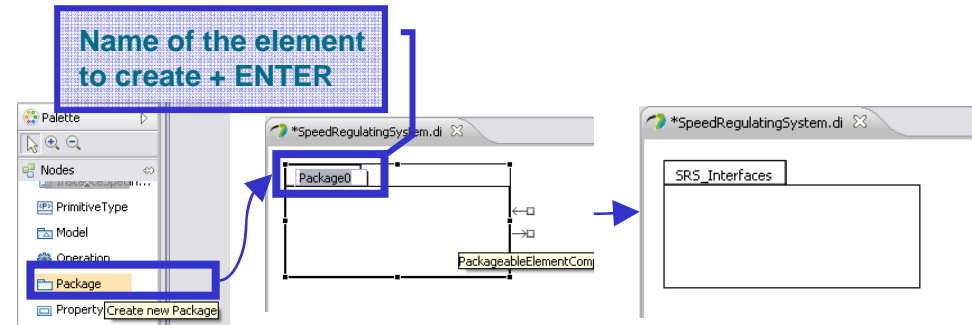 Name of the element
to create + ENTER
Palette
Nodes
PrimitiveType
Model
Operation
Package
Property
Create new Package
*SpeedRegulatingSystem.di
Package0
PackageableElementComp
*SpeedRegulatingSystem.di
SRS_Interfaces